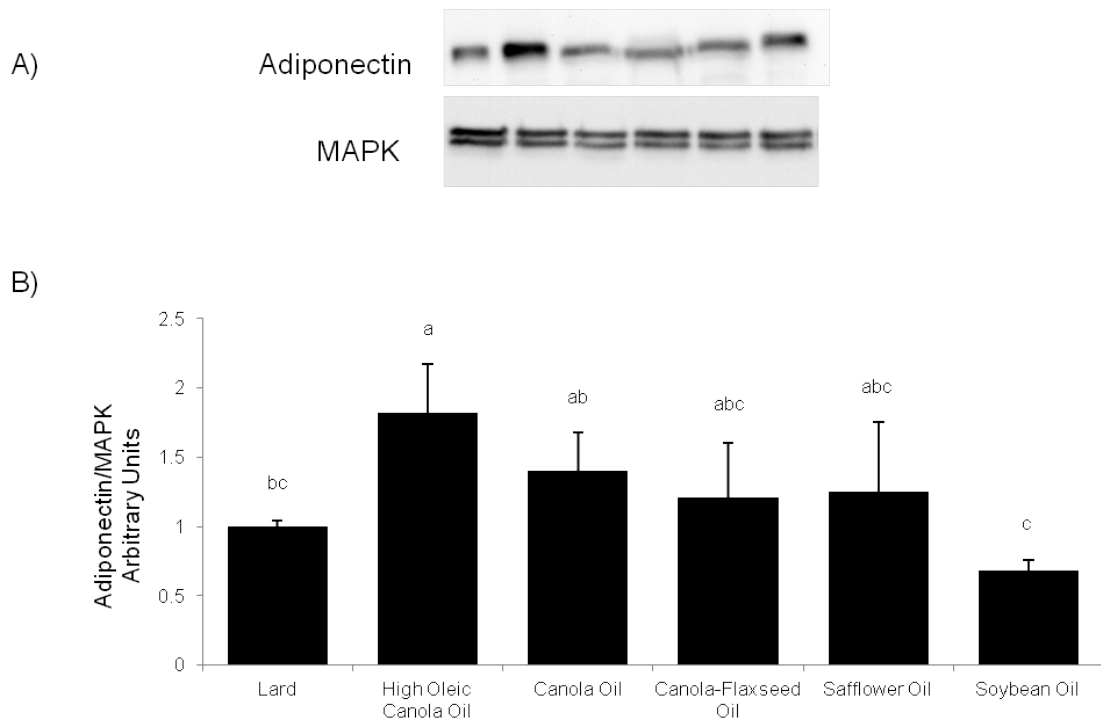 A)
Adiponectin
MAPK
B)
Adiponectin/MAPK
Arbitrary Units
2.5
2
1.5
1
0.5
0
bc
a
ab
abc
abc
c
Lard
High Oleic
Canola Oil
Canola Oil
Canola-Flaxseed
Oil
Safflower Oil
Soybean Oil